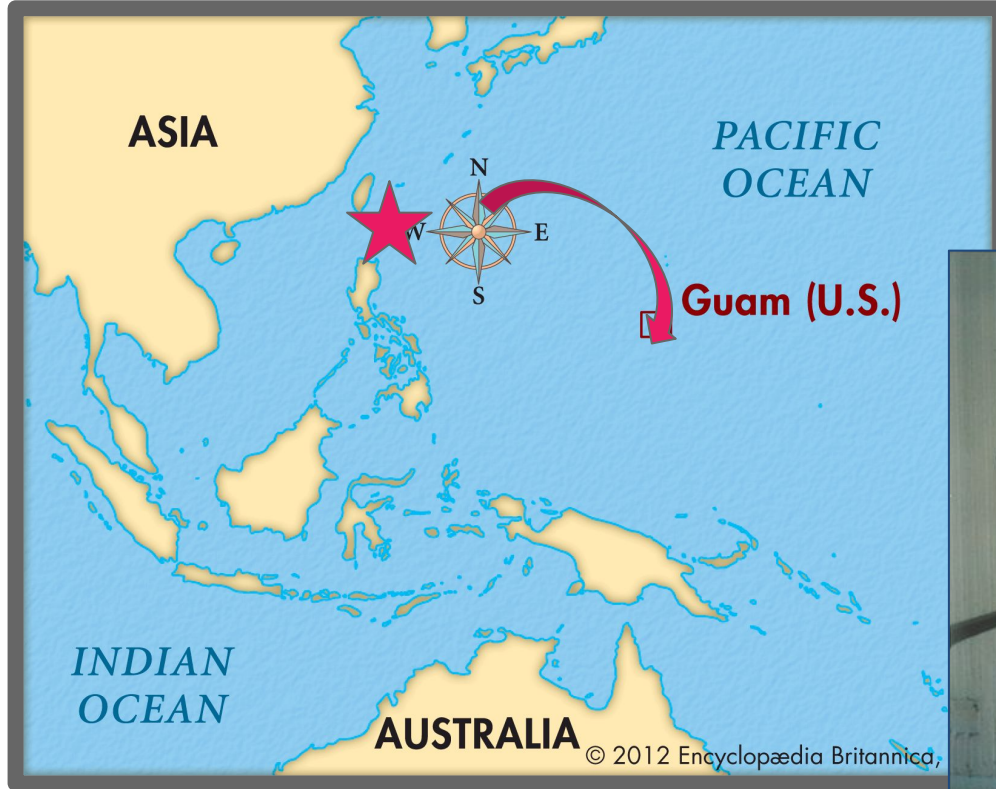 ASIA
PACIFIC
OCEAN
N
W
E
S
Guam (U.S.)
INDIAN
OCEAN
AUSTRALIA
© 2012 Encyclopædia Britannica,